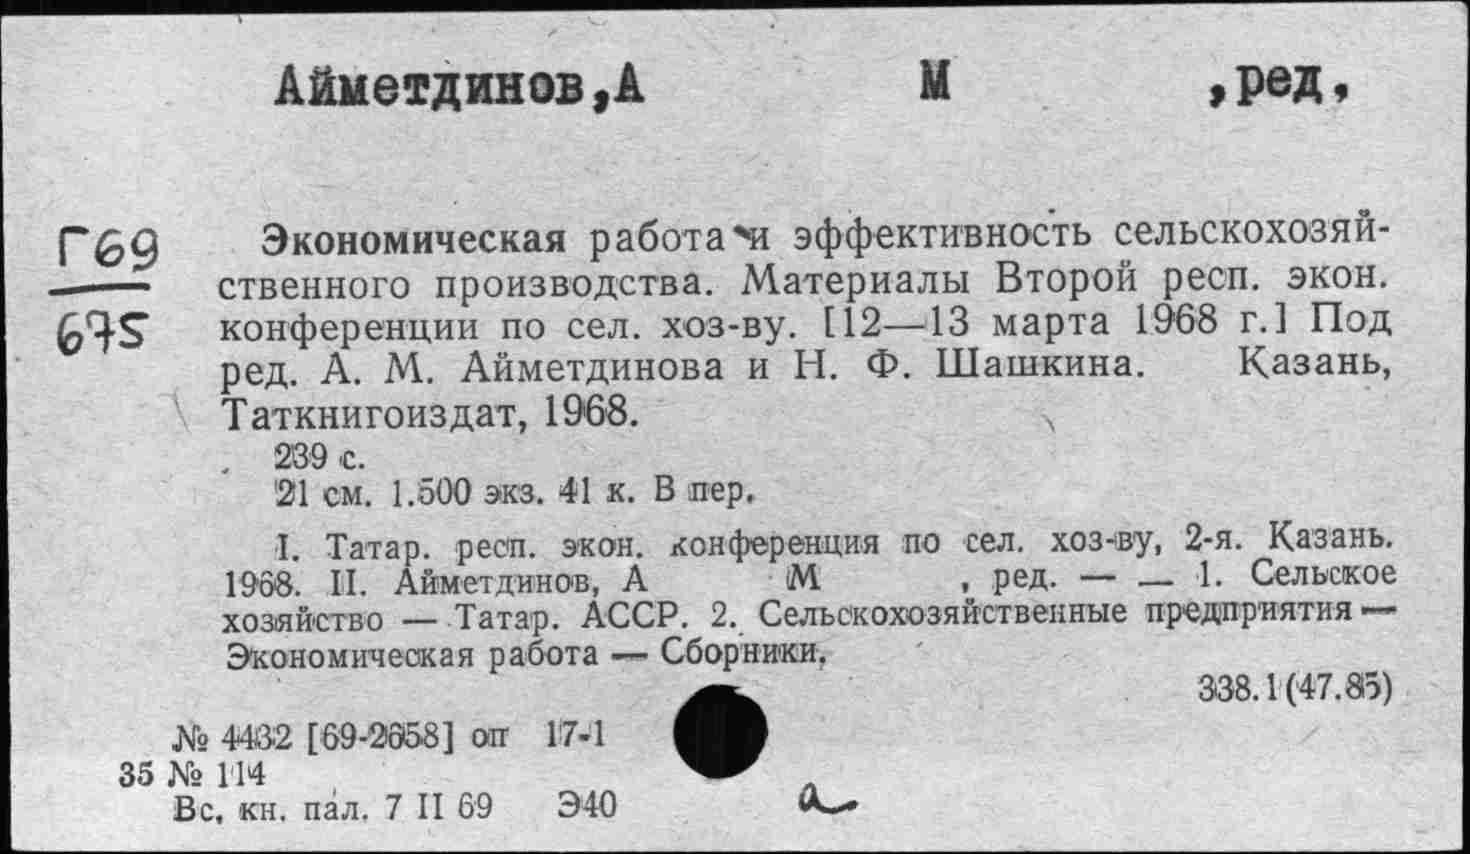 Айметдинов,А М ,ред,
Г69
675
Экономическая работа и эффективность сельскохозяй-
ственного производства. Материалы Второй респ. экон.
конференции по сел. хоз-ву. [12—13 марта 1968 г.] Под
ред. А. М. Айметдинова и Н. Ф. Шашкина. Казань,
Таткнигоиздат, 1968.
239 с.
21 см. 1.500 экз. 41 к. В пер.
I. Татар. респ. экон. конференция по сел. хоз-ву, 2-я. Казань.
1968. II. Айметдинов, А М , ред. — — 1. Сельское
хозяйство — Татар. АССР. 2. Сельскохозяйственные предприятия —
Экономическая работа — Сборники.
338.1(47.85)
№ 4432 [69-2658] оп 17-1
35 № 114
Вс. кн. пал. 7 II 69 Э40
а